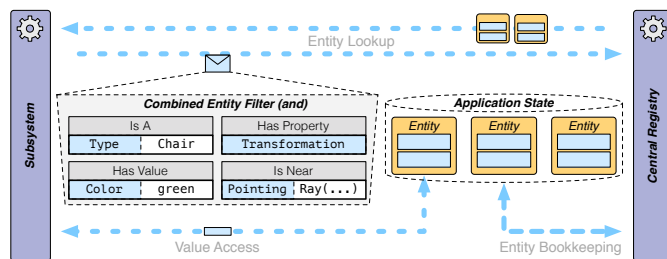 Entity Lookup
Subsystem
Central Registry
Combined Entity Filter (and)
Is A
Type Chair
Has Property
Transformation
Has Value
Color green
Is Near
Pointing Ray(...)
Application State
Entity
Entity
Entity
Value Access
Entity Bookkeeping